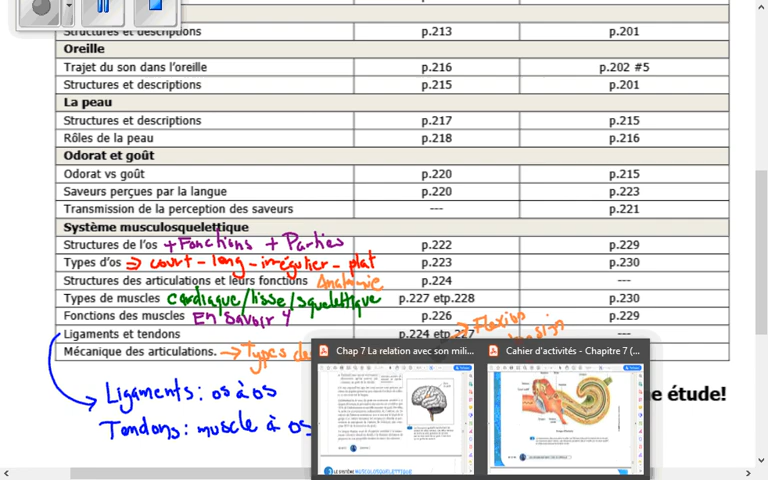 Structures et descriptions p.213 p.201
Oreille
Trajet du son dans l'oreille p.216 p.202 #5
Structures et descriptions p.215 p.201
La peau
Structures et descriptions p.217 p.215
Rôles de la peau p.218 p.216
Odorat et goût
Odorat vs goût p.220 p.215
Saveurs perçues par la langue p.220 p.223
Transmission de la perception des saveurs --- p.221
Système musculosquelettique
Structures de l'os + Fonctions + Parties p.222 p.229
Types d'os => court - long - irrégulier - plat p.223 p.230
Structures des articulations et leurs fonctions Anatomie p.224 ---
Types de muscles cardiaque/lisse/squelettique p.227 etp.228 p.230
Fonctions des muscles En Savoir 4 p.226 p.229
Ligaments et tendons p.224 etp.227 → Flexion ---
Mécanique des articulations. → Types
Ligaments: os à os
Tendons: muscle à os
Chap 7 La relation avec son mili... Cahier d'activités - Chapitre 7 (...
e étude!
LE SYSTÈME MUSCULOSQUELETTIQUE